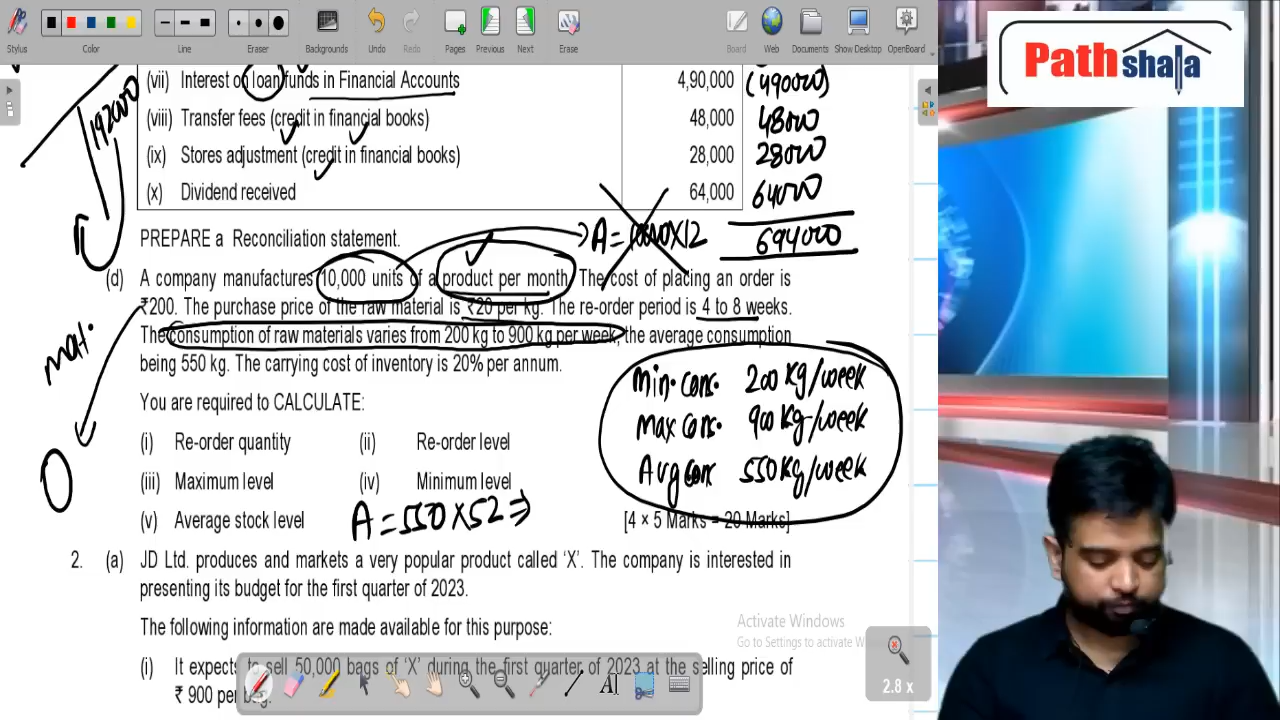 Stylus
Color
Line
Eraser
Backgrounds
Undo
Redo
Pages
Previous
Next
Erase
Board
Web
Documents
Show Desktop
OpenBoard
Path shala
(vii) Interest on loan funds in Financial Accounts 4,90,000 (490000)
(viii) Transfer fees (credit in financial books) 48,000 48000
(ix) Stores adjustment (credit in financial books) 28,000 28000
(x) Dividend received 64,000 64000
192000
694000
PREPARE a Reconciliation statement.
A = 10000X12
(d) A company manufactures 10,000 units of a product per month. The cost of placing an order is
₹200. The purchase price of the raw material is ₹20 per kg. The re-order period is 4 to 8 weeks.
The consumption of raw materials varies from 200 kg to 900 kg per week, the average consumption
being 550 kg. The carrying cost of inventory is 20% per annum.
mat.
O
Min. cons. 200 Kg/week
max cons. 900 Kg/week
Avg cons 550 Kg/week
You are required to CALCULATE:
(i) Re-order quantity (ii) Re-order level
(iii) Maximum level (iv) Minimum level
(v) Average stock level A = 550 X 52 ⇒ [4 × 5 Marks = 20 Marks]
2. (a) JD Ltd. produces and markets a very popular product called ‘X’. The company is interested in
presenting its budget for the first quarter of 2023.
The following information are made available for this purpose:
(i) It expects to sell 50,000 bags of ‘X’ during the first quarter of 2023 at the selling price of
₹ 900 per bag.
Activate Windows
Go to Settings to activate W
2.8 x